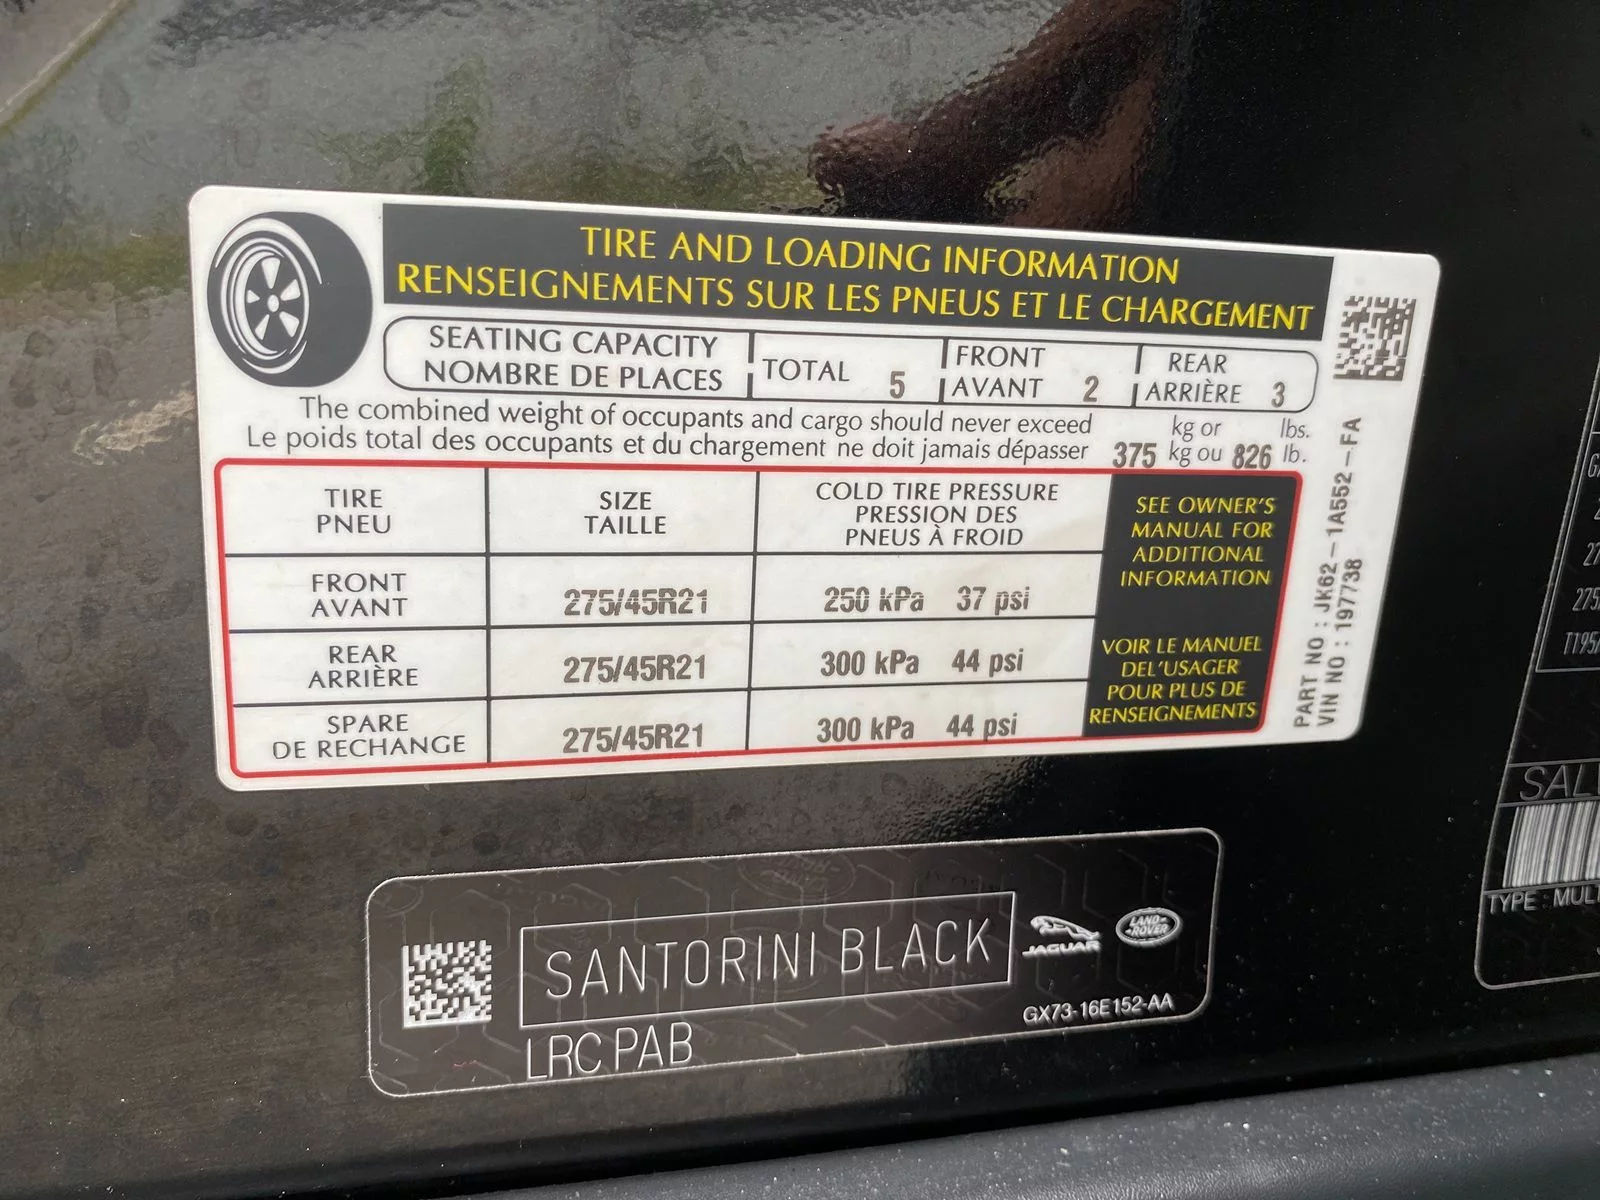 TIRE AND LOADING INFORMATION
RENSEIGNEMENTS SUR LES PNEUS ET LE CHARGEMENT
SEATING CAPACITY
NOMBRE DE PLACES
TOTAL 5
FRONT
AVANT 2
REAR
ARRIÈRE 3
The combined weight of occupants and cargo should never exceed kg or lbs.
Le poids total des occupants et du chargement ne doit jamais dépasser 375 kg ou 826 lb.
TIRE
PNEU
SIZE
TAILLE
COLD TIRE PRESSURE
PRESSION DES
PNEUS À FROID
FRONT
AVANT
275/45R21
250 kPa 37 psi
REAR
ARRIÈRE
275/45R21
300 kPa 44 psi
SPARE
DE RECHANGE
275/45R21
300 kPa 44 psi
SEE OWNER'S
MANUAL FOR
ADDITIONAL
INFORMATION
VOIR LE MANUEL
DEL'USAGER
POUR PLUS DE
RENSEIGNEMENTS
PART NO : JK62-1A552-FA
VIN NO : 197738
SANTORINI BLACK
LRC PAB
JAGUAR
LAND-
ROVER
GX73-16E152-AA
TYPE : MUL